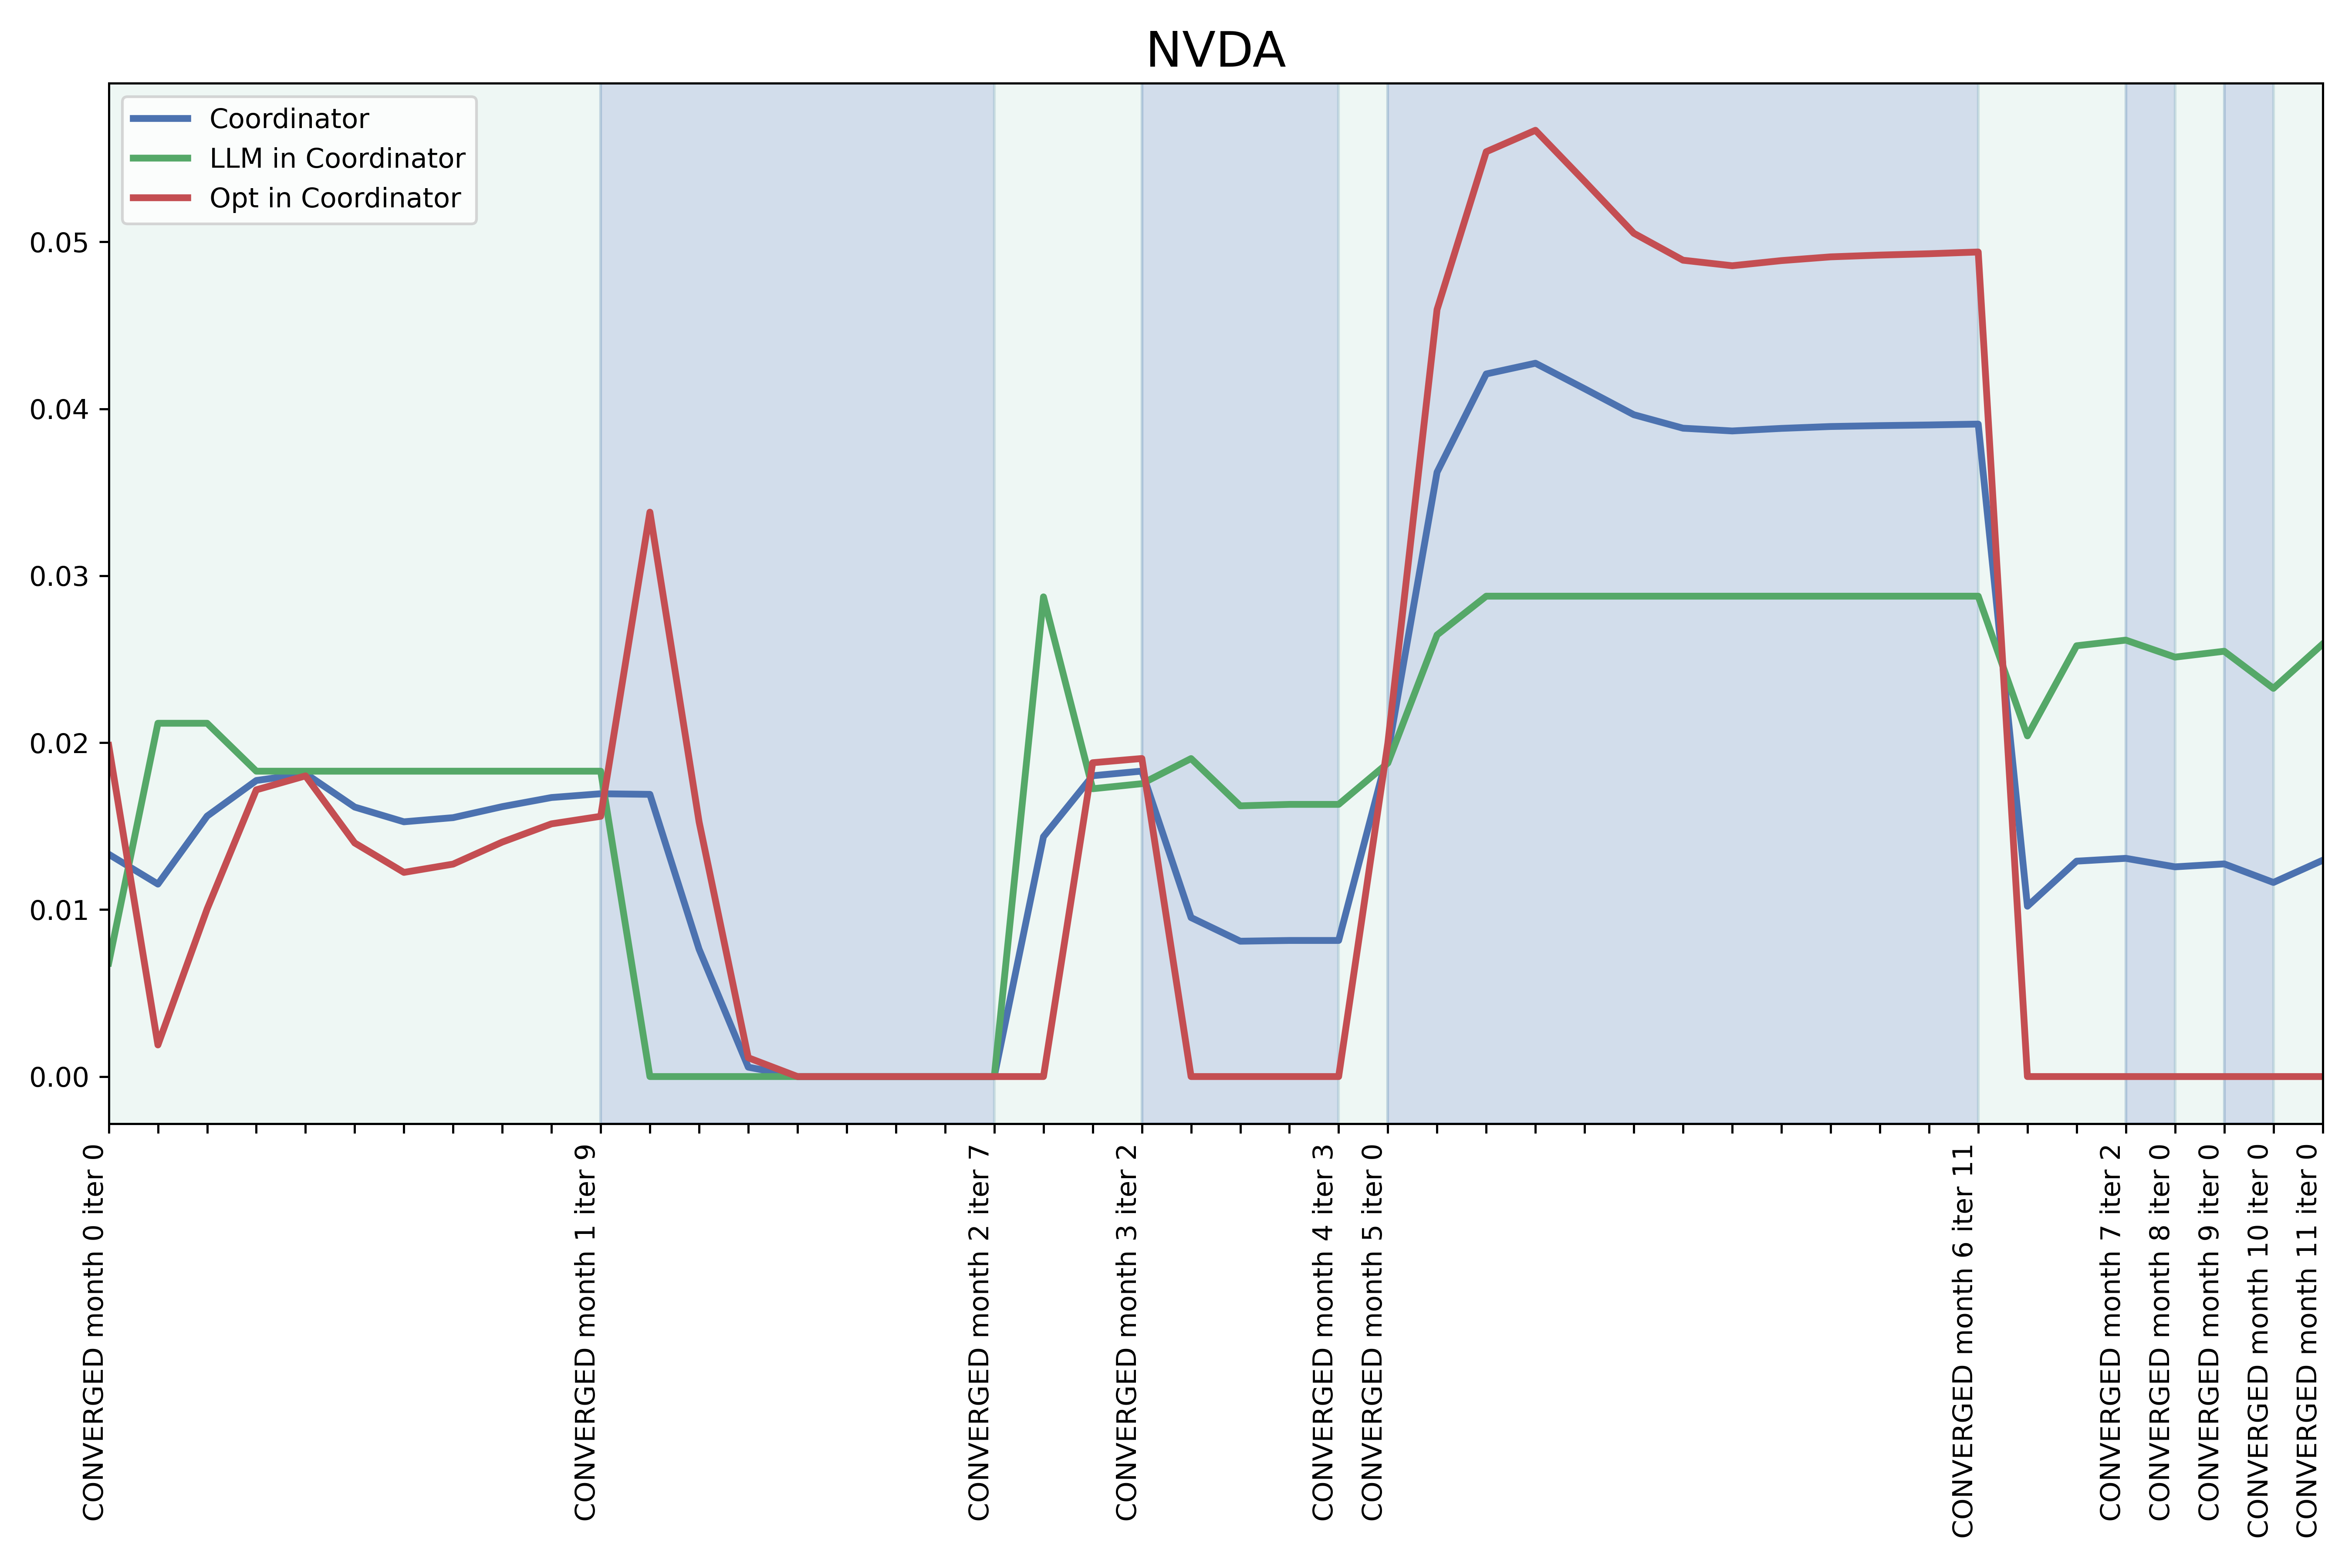 NVDA
Coordinator
LLM in Coordinator
Opt in Coordinator
0.05
0.04
0.03
0.02
0.01
0.00
CONVERGED month 0 iter 0
CONVERGED month 1 iter 9
CONVERGED month 2 iter 7
CONVERGED month 3 iter 2
CONVERGED month 4 iter 3
CONVERGED month 5 iter 0
CONVERGED month 6 iter 11
CONVERGED month 7 iter 2
CONVERGED month 8 iter 0
CONVERGED month 9 iter 0
CONVERGED month 10 iter 0
CONVERGED month 11 iter 0